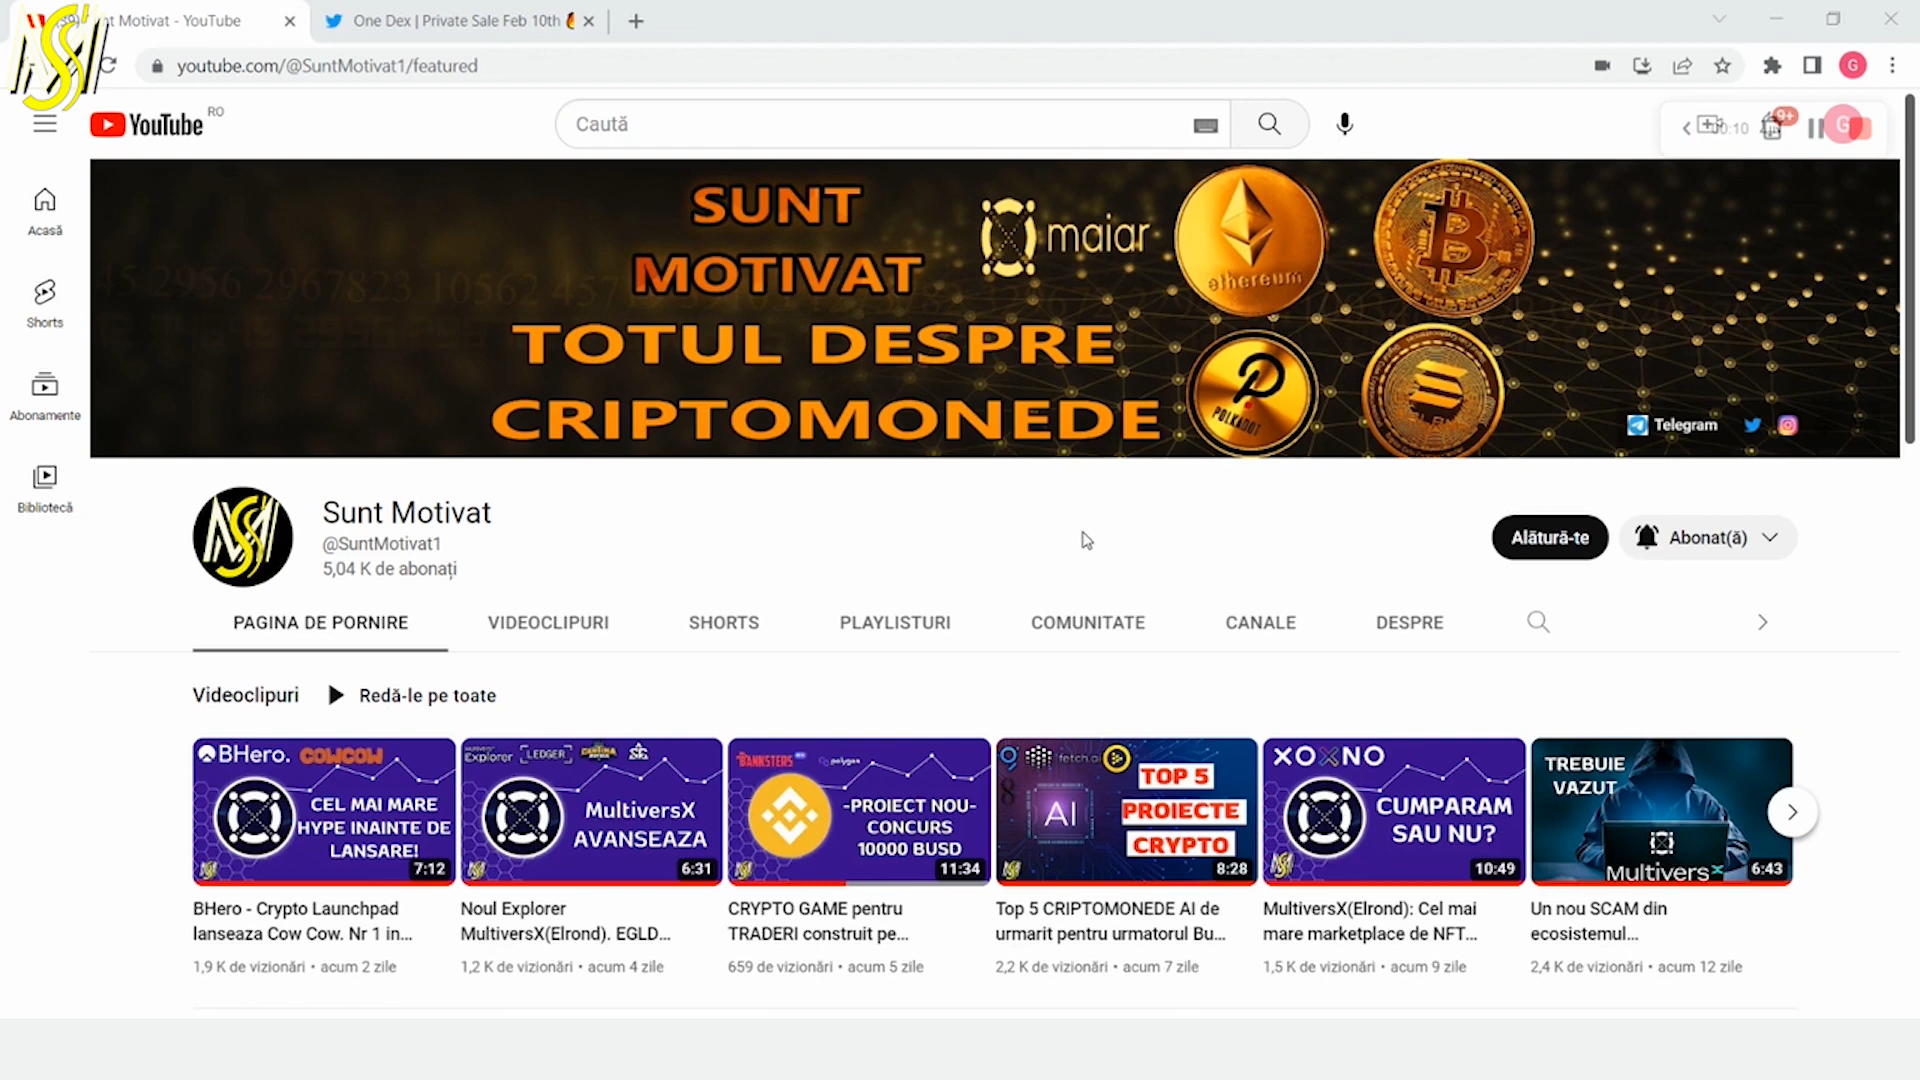 Motivat - YouTube
One Dex | Private Sale Feb 10th
youtube.com/@SuntMotivat1/featured
G
YouTube RO
Caută
9+
G
Acasă
Shorts
Abonamente
Bibliotecă
SUNT
MOTIVAT
TOTUL DESPRE
CRIPTOMONEDE
maiar
ethereum
POLKADOT
Telegram
Sunt Motivat
@SuntMotivat1
5,04 K de abonați
Alătură-te
Abonat(ă)
PAGINA DE PORNIRE
VIDEOCLIPURI
SHORTS
PLAYLISTURI
COMUNITATE
CANALE
DESPRE
Videoclipuri
Redă-le pe toate
BHero. COWCOW
CEL MAI MARE
HYPE INAINTE DE
LANSARE!
7:12
BHero - Crypto Launchpad
lanseaza Cow Cow. Nr 1 in...
1,9 K de vizionări • acum 2 zile
Explorer
LEDGER
MultiversX
AVANSEAZA
6:31
Noul Explorer
MultiversX(Elrond). EGLD...
1,2 K de vizionări • acum 4 zile
BANKSTERS
polygon
-PROIECT NOU-
CONCURS
10000 BUSD
11:34
CRYPTO GAME pentru
TRADERI construit pe...
659 de vizionări • acum 5 zile
fetch.ai
AI
TOP 5
PROIECTE
CRYPTO
8:28
Top 5 CRIPTOMONEDE AI de
urmarit pentru urmatorul Bu...
2,2 K de vizionări • acum 7 zile
XOXNO
CUMPARAM
SAU NU?
10:49
MultiversX(Elrond): Cel mai
mare marketplace de NFT...
1,5 K de vizionări • acum 9 zile
TREBUIE
VAZUT
MultiversX
6:43
Un nou SCAM din
ecosistemul...
2,4 K de vizionări • acum 12 zile